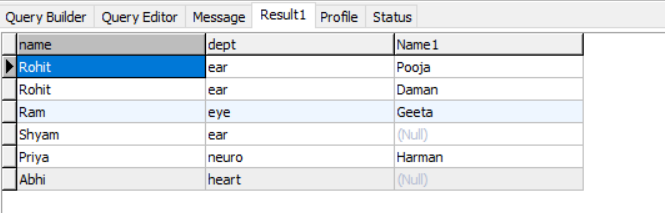 Query Builder Query Editor Message Result1 Profile Status
name dept Name1
Rohit ear Pooja
Rohit ear Daman
Ram eye Geeta
Shyam ear (Null)
Priya neuro Harman
Abhi heart (Null)